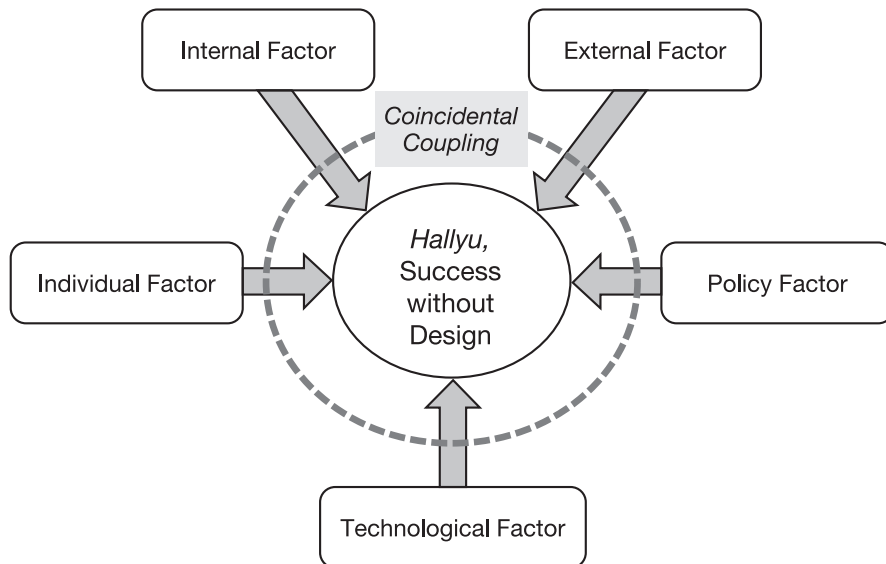 Internal Factor
External Factor
Coincidental
Coupling
Individual Factor
Hallyu,
Success
without
Design
Policy Factor
Technological Factor